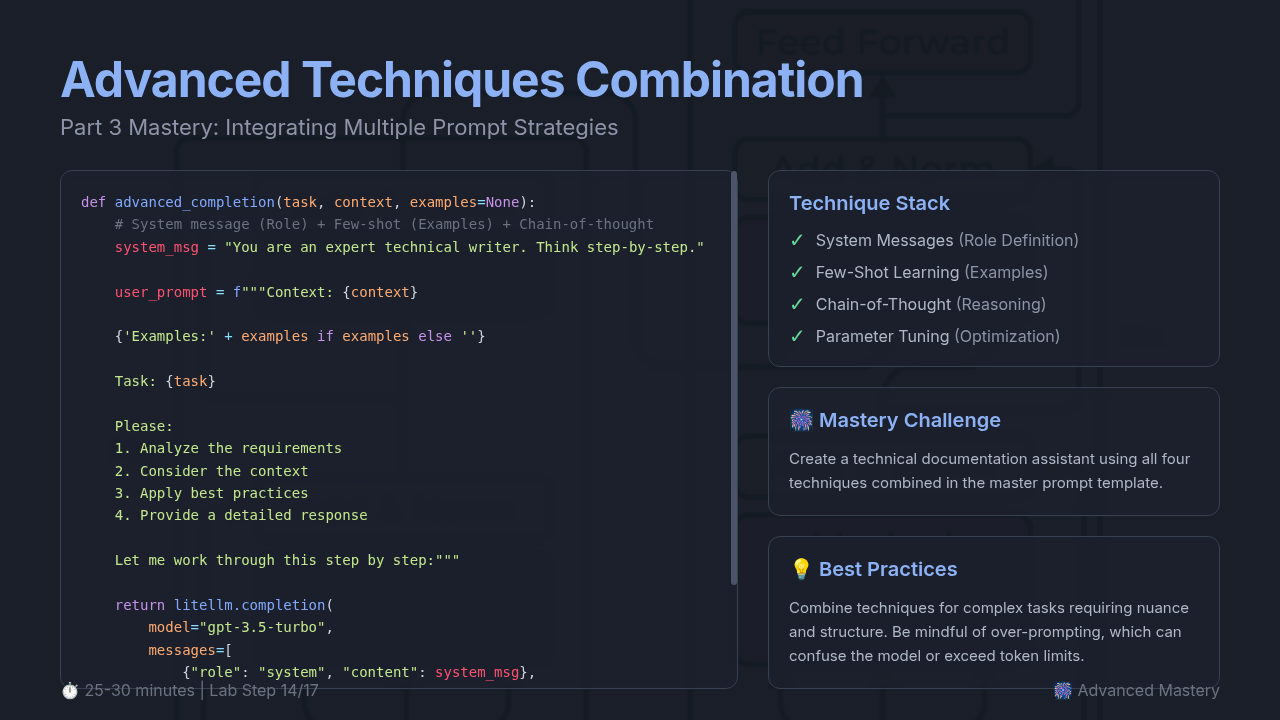 Advanced Techniques Combination
Part 3 Mastery: Integrating Multiple Prompt Strategies
def advanced_completion(task, context, examples=None):
    # System message (Role) + Few-shot (Examples) + Chain-of-thought
    system_msg = "You are an expert technical writer. Think step-by-step."
    user_prompt = f"""Context: {context}
    {'Examples:' + examples if examples else ''}
    Task: {task}
    Please:
    1. Analyze the requirements
    2. Consider the context
    3. Apply best practices
    4. Provide a detailed response
    Let me work through this step by step:"""
    return litellm.completion(
        model="gpt-3.5-turbo",
        messages=[
            {"role": "system", "content": system_msg},
Technique Stack
✓ System Messages (Role Definition)
✓ Few-Shot Learning (Examples)
✓ Chain-of-Thought (Reasoning)
✓ Parameter Tuning (Optimization)
🎆 Mastery Challenge
Create a technical documentation assistant using all four
techniques combined in the master prompt template.
💡 Best Practices
Combine techniques for complex tasks requiring nuance
and structure. Be mindful of over-prompting, which can
confuse the model or exceed token limits.
⏱️ 25-30 minutes | Lab Step 14/17
🎆 Advanced Mastery
Feed Forward
Add & Norm